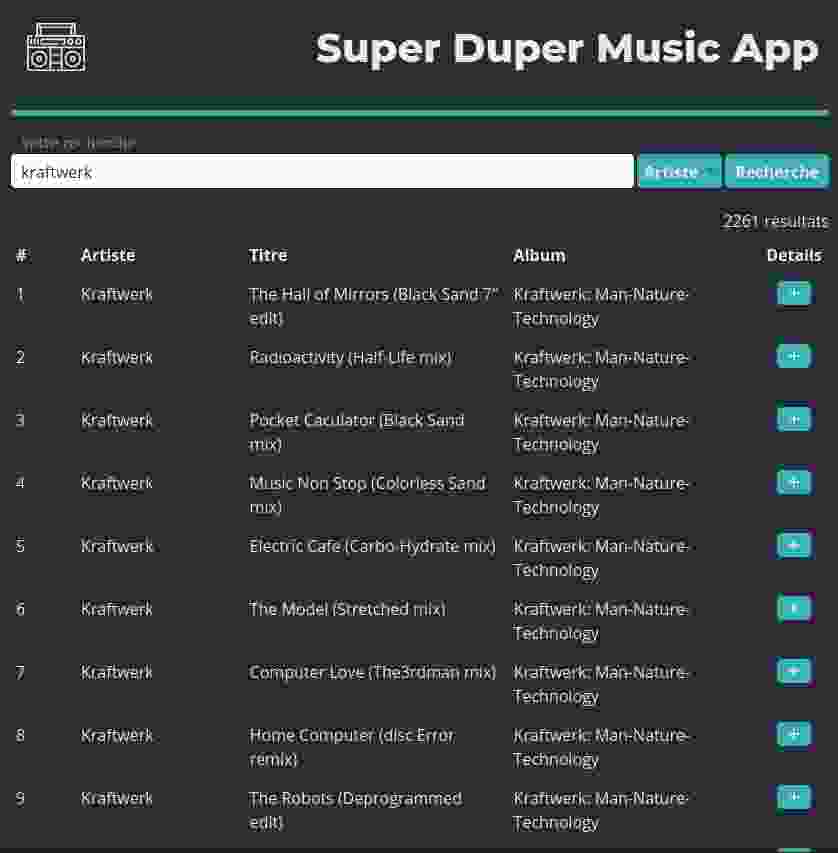 Super Duper Music App
kraftwerk Artiste Recherche
2261 résultats
# Artiste Titre Album Details
1 Kraftwerk The Hall of Mirrors (Black Sand 7" Kraftwerk: Man-Nature- +
edit) Technology
2 Kraftwerk Radioactivity (Half-Life mix) Kraftwerk: Man-Nature- +
Technology
3 Kraftwerk Pocket Caculator (Black Sand Kraftwerk: Man-Nature- +
mix) Technology
4 Kraftwerk Music Non Stop (Colorless Sand Kraftwerk: Man-Nature- +
mix) Technology
5 Kraftwerk Electric Cafe (Carbo-Hydrate mix) Kraftwerk: Man-Nature- +
Technology
6 Kraftwerk The Model (Stretched mix) Kraftwerk: Man-Nature- +
Technology
7 Kraftwerk Computer Love (The3rdman mix) Kraftwerk: Man-Nature- +
Technology
8 Kraftwerk Home Computer (disc Error Kraftwerk: Man-Nature- +
remix) Technology
9 Kraftwerk The Robots (Deprogrammed Kraftwerk: Man-Nature- +
edit) Technology